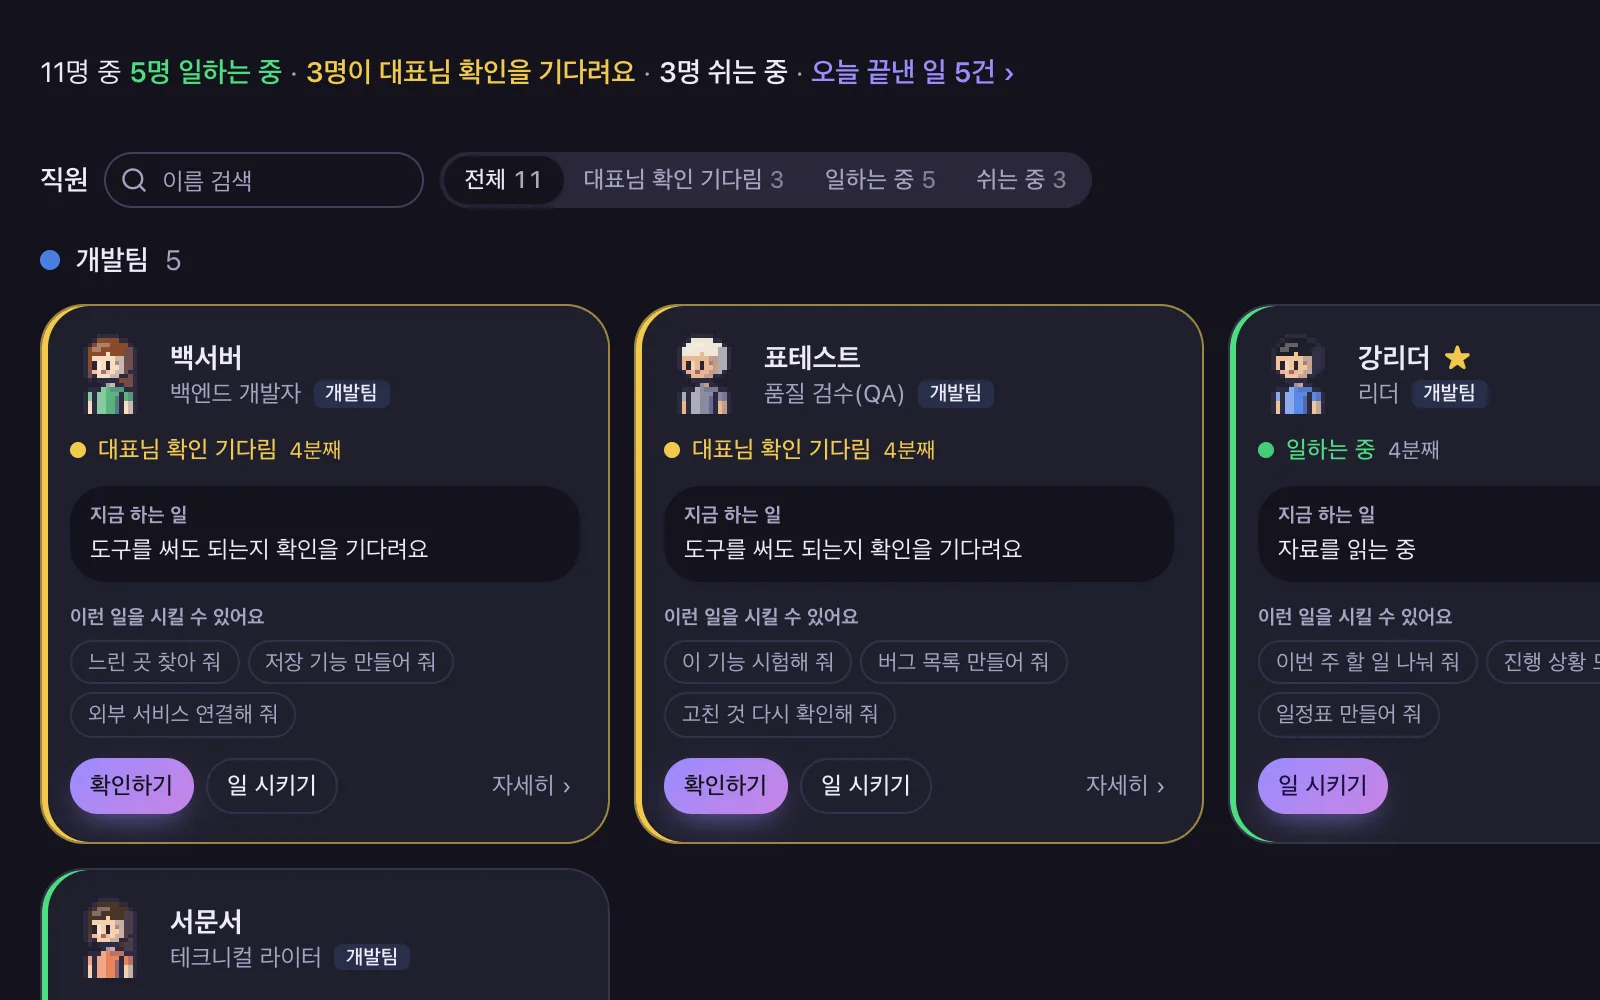 11명 중 5명 일하는 중 · 3명이 대표님 확인을 기다려요 · 3명 쉬는 중 · 오늘 끝낸 일 5건 ›
직원 이름 검색 전체 11 대표님 확인 기다림 3 일하는 중 5 쉬는 중 3
개발팀 5
백서버
백엔드 개발자 개발팀
대표님 확인 기다림 4분째
지금 하는 일
도구를 써도 되는지 확인을 기다려요
이런 일을 시킬 수 있어요
느린 곳 찾아 줘 저장 기능 만들어 줘
외부 서비스 연결해 줘
확인하기 일 시키기 자세히 ›
표테스트
품질 검수(QA) 개발팀
대표님 확인 기다림 4분째
지금 하는 일
도구를 써도 되는지 확인을 기다려요
이런 일을 시킬 수 있어요
이 기능 시험해 줘 버그 목록 만들어 줘
고친 것 다시 확인해 줘
확인하기 일 시키기 자세히 ›
강리더
리더 개발팀
일하는 중 4분째
지금 하는 일
자료를 읽는 중
이런 일을 시킬 수 있어요
이번 주 할 일 나눠 줘 진행 상황
일정표 만들어 줘
일 시키기
서문서
테크니컬 라이터 개발팀